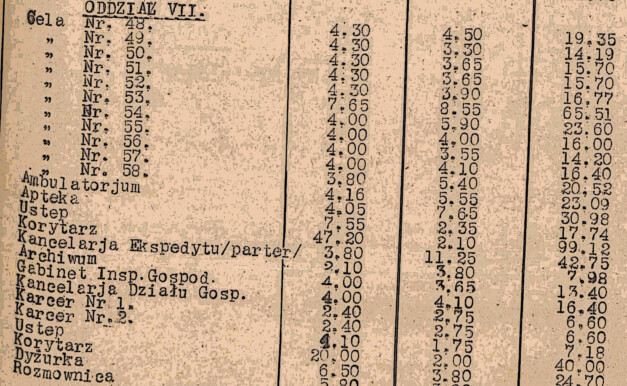 ODDZIAŁ VII.
Cela Nr. 48. 4.30 4.50 19.35
" Nr. 49. 4.30 3.30 14.19
" Nr. 50. 4.30 3.65 15.70
" Nr. 51. 4.30 3.65 15.70
" Nr. 52. 4.30 3.90 16.77
" Nr. 53. 7.65 8.55 65.51
" Nr. 54. 4.00 5.90 23.60
" Nr. 55. 4.00 4.00 16.00
" Nr. 56. 4.00 3.55 14.20
" Nr. 57. 4.00 4.10 16.40
" Nr. 58. 3.80 5.40 20,52
Ambulatorjum 4.16 5.55 23.09
Apteka 4.05 7.65 30.98
Ustep 7.55 2.35 17.74
Korytarz 47.20 2.10 99.12
Kancelarja Ekspedytu/parter/ 3.80 11.25 42.75
Archiwum 2.10 3.80 7.98
Gabinet Insp.Gospod. 4.00 3.65 13.40
Kancelarja Działu Gosp. 4.00 4.10 16.40
Karcer Nr 1. 2.40 2.75 6.60
Karcer Nr.2. 2.40 2.75 6.60
Ustep 4.10 1.75 7.18
Korytarz 20.00 2.00 40.00
Dyżurka 6.50 3.80 24.70
Rozmownica 5.80